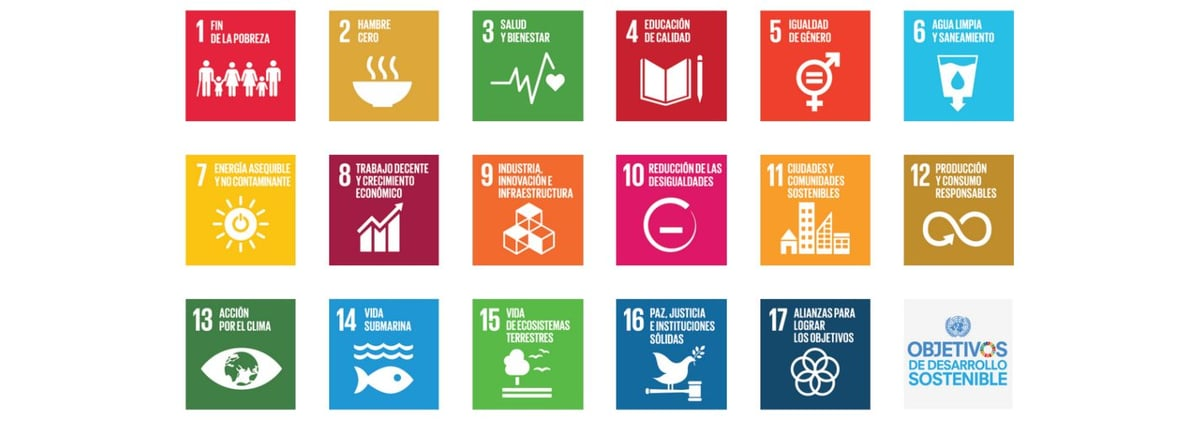 1 FIN
DE LA POBREZA
2 HAMBRE
CERO
3 SALUD
Y BIENESTAR
4 EDUCACIÓN
DE CALIDAD
5 IGUALDAD
DE GÉNERO
6 AGUA LIMPIA
Y SANEAMIENTO
7 ENERGÍA ASEQUIBLE
Y NO CONTAMINANTE
8 TRABAJO DECENTE
Y CRECIMIENTO
ECONÓMICO
9 INDUSTRIA,
INNOVACIÓN E
INFRAESTRUCTURA
10 REDUCCIÓN DE LAS
DESIGUALDADES
11 CIUDADES Y
COMUNIDADES
SOSTENIBLES
12 PRODUCCIÓN
Y CONSUMO
RESPONSABLES
13 ACCIÓN
POR EL CLIMA
14 VIDA
SUBMARINA
15 VIDA
DE ECOSISTEMAS
TERRESTRES
16 PAZ, JUSTICIA
E INSTITUCIONES
SÓLIDAS
17 ALIANZAS PARA
LOGRAR
LOS OBJETIVOS
OBJETIVOS
DE DESARROLLO
SOSTENIBLE